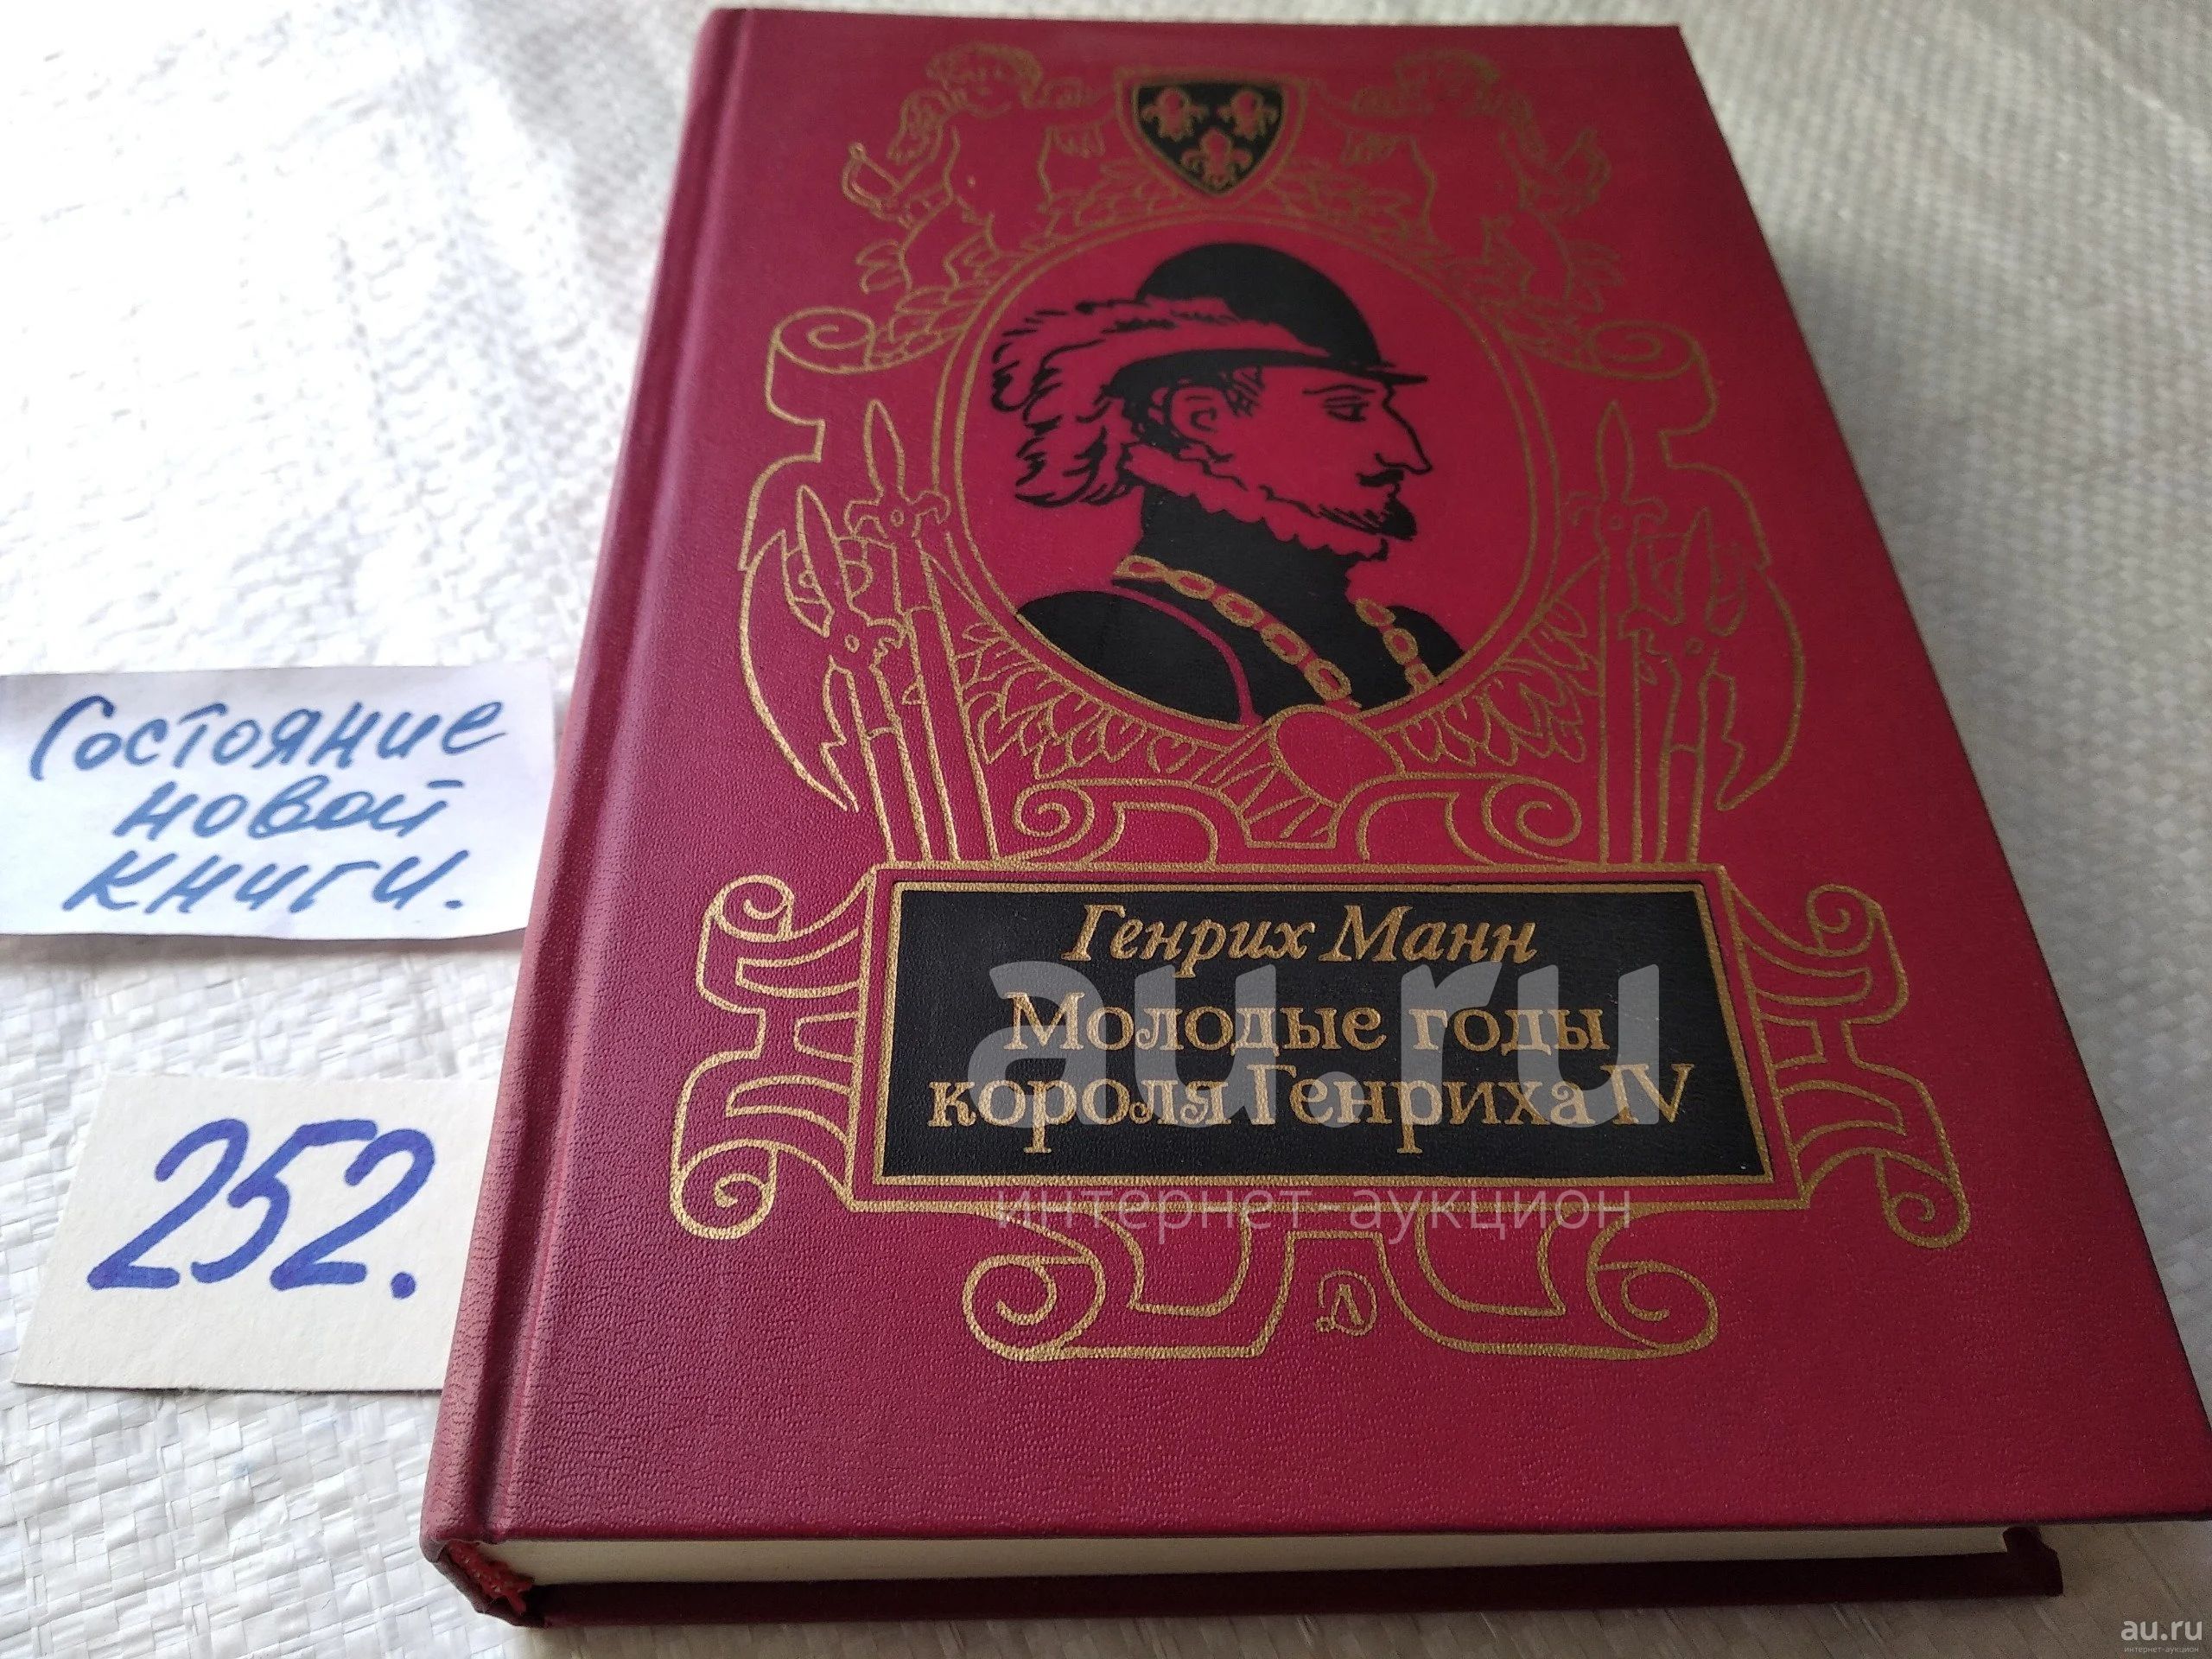 Состояние
новой
книги.
252.
Генрих Манн
Молодые годы
короля Генриха IV
au.ru
интернет-аукцион
au.ru
интернет-аукцион